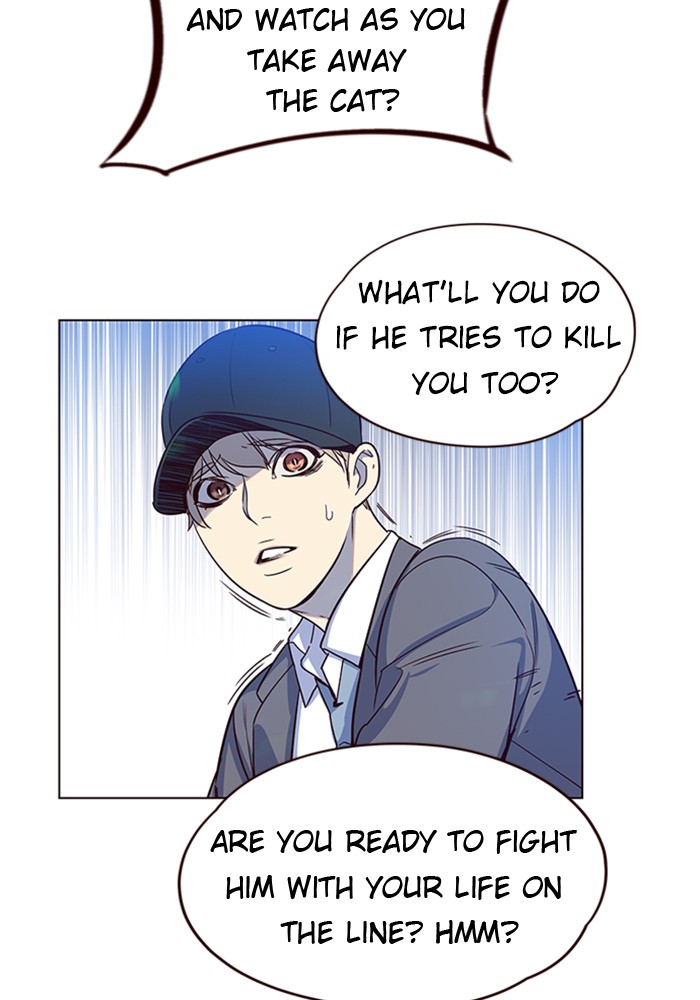 AND WATCH AS YOU
TAKE AWAY
THE CAT?
WHAT'LL YOU DO
IF HE TRIES TO KILL
YOU TOO?
ARE YOU READY TO FIGHT
HIM WITH YOUR LIFE ON
THE LINE? HMM?